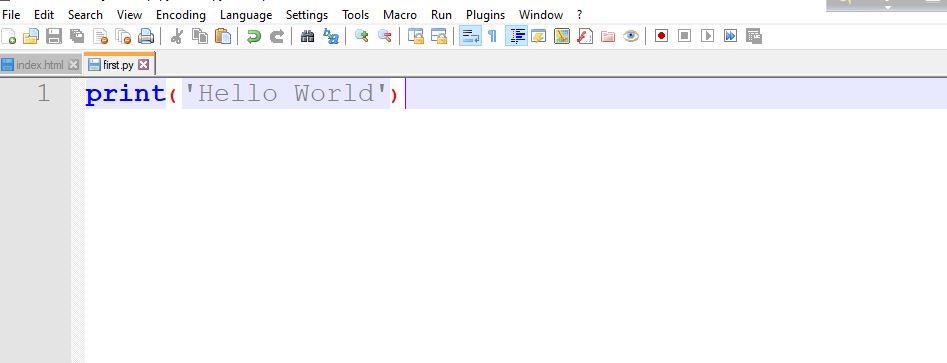 File Edit Search View Encoding Language Settings Tools Macro Run Plugins Window ?
index.html first.py
1 print('Hello World')